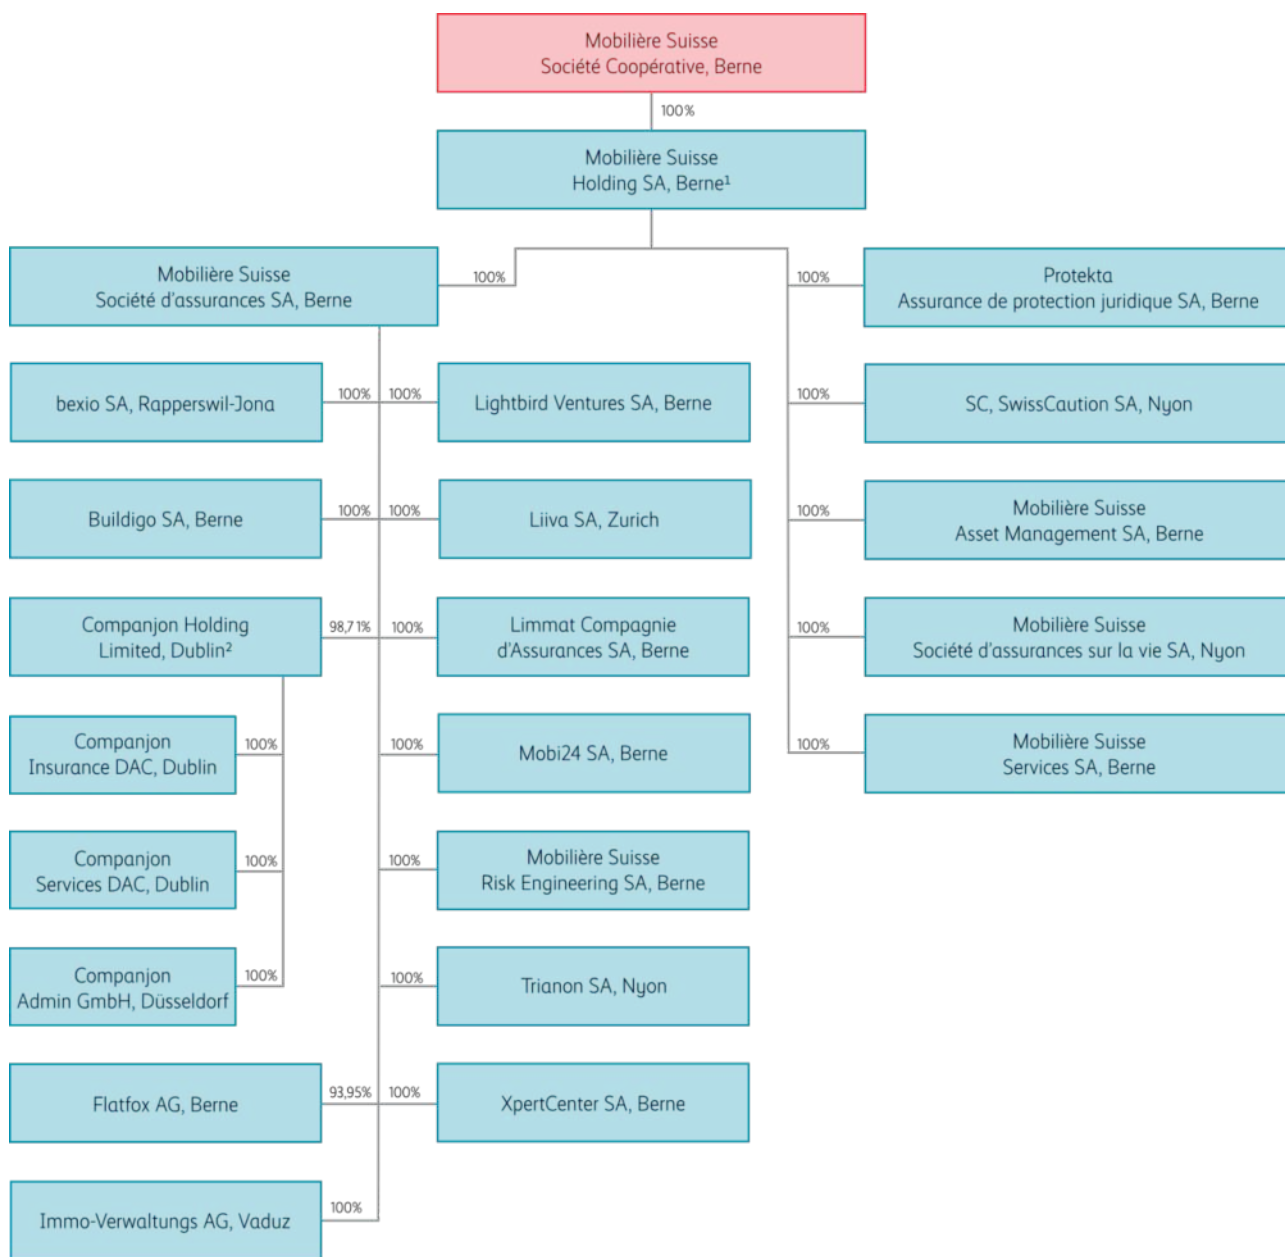 Mobilière Suisse
Société Coopérative, Berne
100%
Mobilière Suisse
Holding SA, Berne¹
Mobilière Suisse
Société d'assurances SA, Berne
100%
100%
Protekta
Assurance de protection juridique SA, Berne
bexio SA, Rapperswil-Jona
100%
100%
Lightbird Ventures SA, Berne
100%
SC, SwissCaution SA, Nyon
Buildigo SA, Berne
100%
100%
Liiva SA, Zurich
100%
Mobilière Suisse
Asset Management SA, Berne
Companjon Holding
Limited, Dublin²
98,71%
100%
Limmat Compagnie
d'Assurances SA, Berne
100%
Mobilière Suisse
Société d'assurances sur la vie SA, Nyon
Companjon
Insurance DAC, Dublin
100%
100%
Mobi24 SA, Berne
100%
Mobilière Suisse
Services SA, Berne
Companjon
Services DAC, Dublin
100%
100%
Mobilière Suisse
Risk Engineering SA, Berne
Companjon
Admin GmbH, Düsseldorf
100%
100%
Trianon SA, Nyon
Flatfox AG, Berne
93,95%
100%
XpertCenter SA, Berne
Immo-Verwaltungs AG, Vaduz
100%